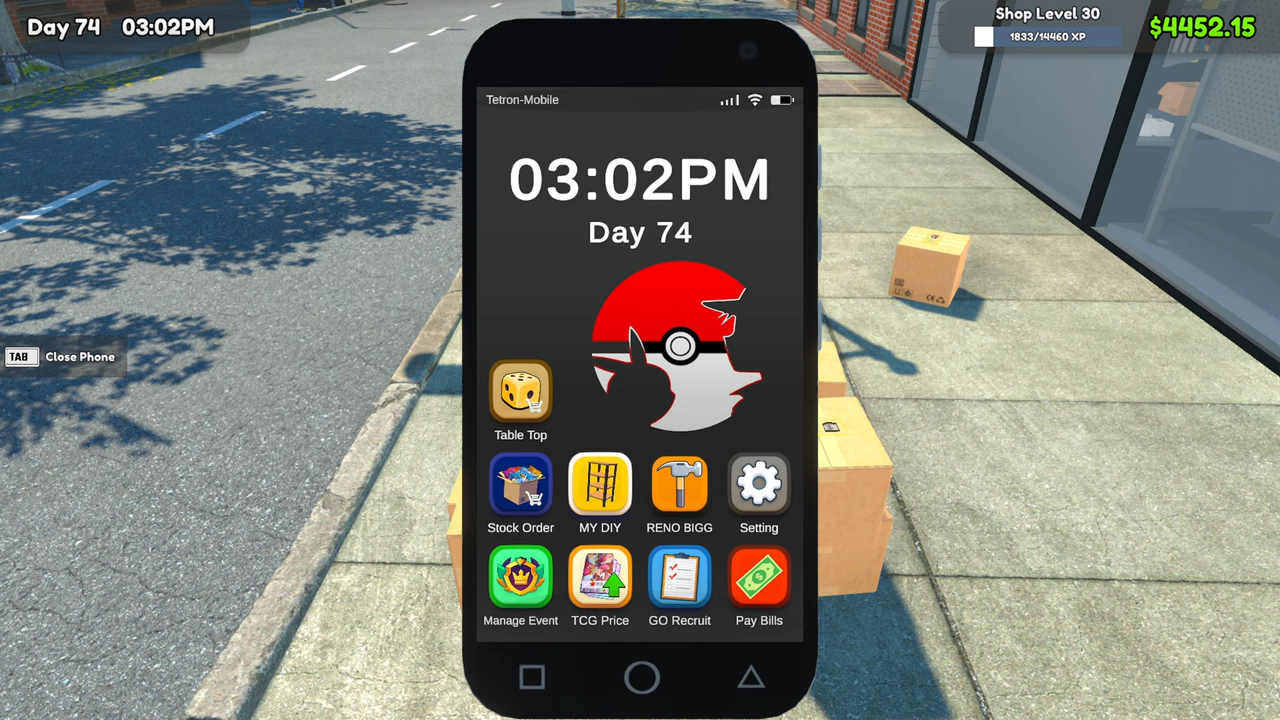 Day 74 03:02PM
Shop Level 30
1833/14460 XP
$4452.15
Tetron-Mobile
03:02PM
Day 74
TAB Close Phone
Table Top
Stock Order
MY DIY
RENO BIGG
Setting
Manage Event
TCG Price
GO Recruit
Pay Bills